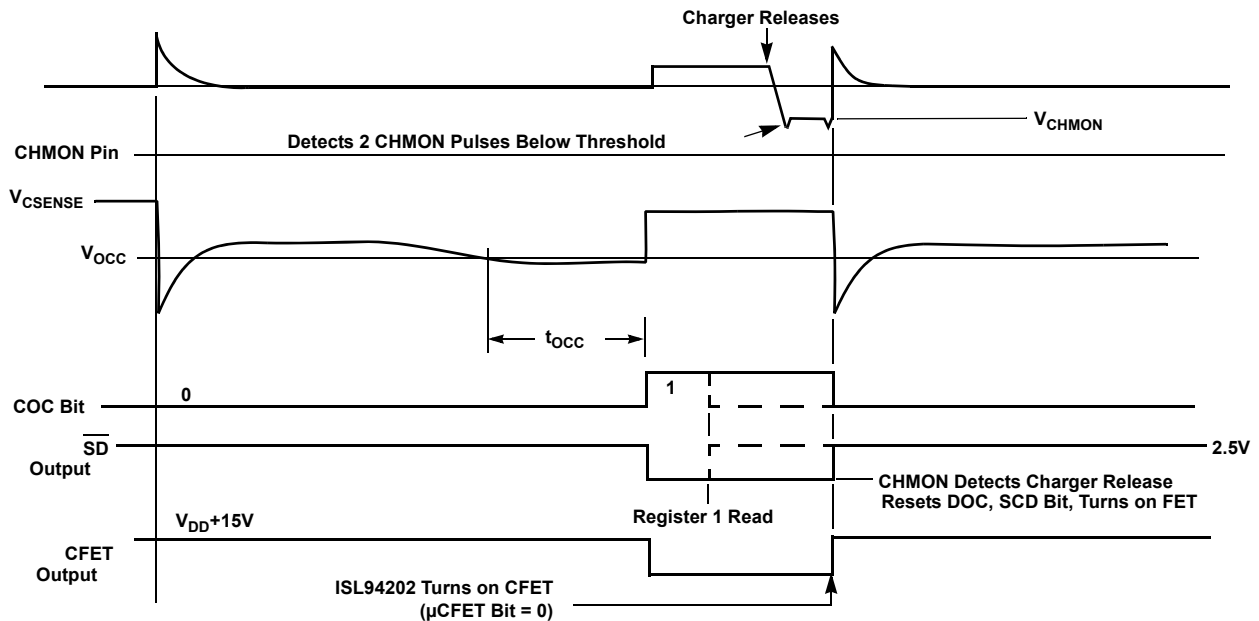 Charger Releases
V_CHMON
Detects 2 CHMON Pulses Below Threshold
CHMON Pin
V_CSENSE
V_OCC
t_OCC
0
1
COC Bit
S̅D̅
Output
2.5V
CHMON Detects Charger Release
Resets DOC, SCD Bit, Turns on FET
Register 1 Read
V_DD+15V
CFET
Output
ISL94202 Turns on CFET
(µCFET Bit = 0)